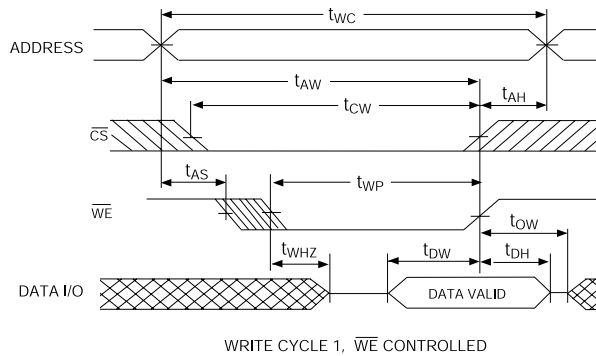 tWC
ADDRESS
tAW
tCW
tAH
CS
tAS
tWP
WE
tOW
tWHZ
tDW
tDH
DATA I/O
DATA VALID
WRITE CYCLE 1, WE CONTROLLED